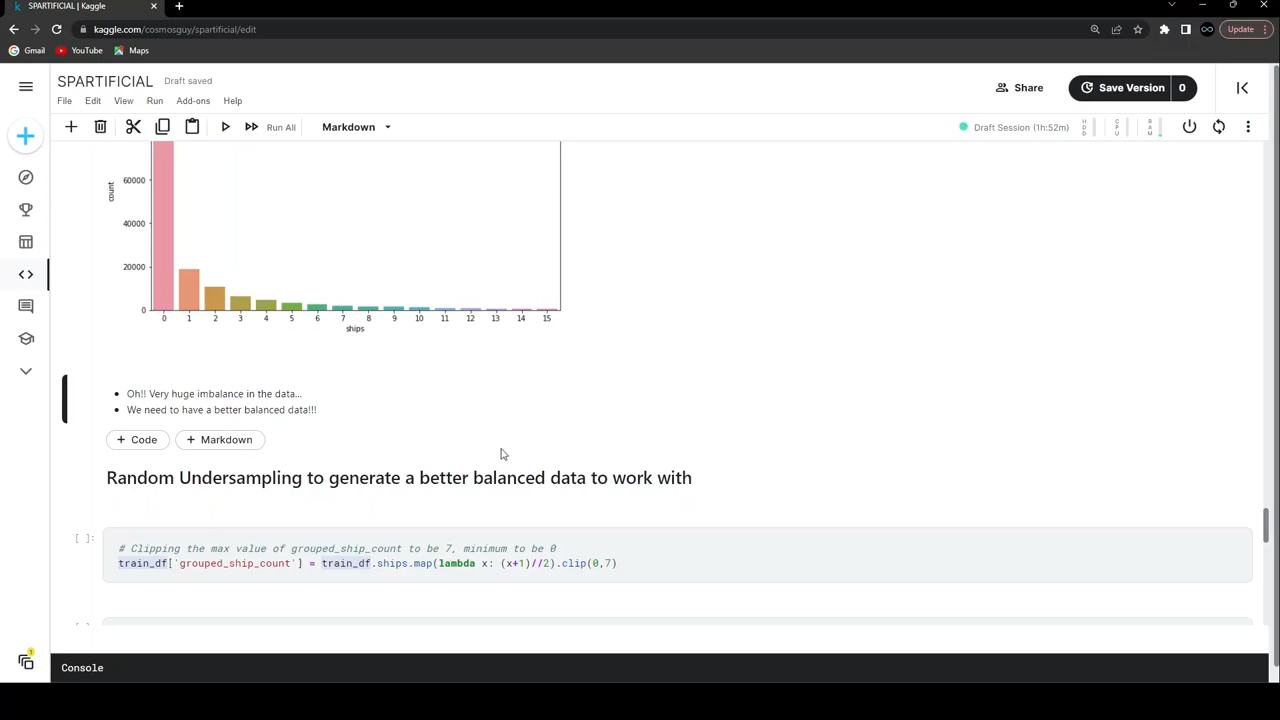 SPARTIFICIAL | Kaggle
kaggle.com/cosmosguy/spartificial/edit
Update
Gmail YouTube Maps
SPARTIFICIAL Draft saved
File Edit View Run Add-ons Help
Share
Save Version 0
Run All Markdown
Draft Session (1h:52m)
HDD
CPU
RAM
60000
40000
20000
0
count
0 1 2 3 4 5 6 7 8 9 10 11 12 13 14 15
ships
Oh!! Very huge imbalance in the data...
We need to have a better balanced data!!!
+ Code + Markdown
Random Undersampling to generate a better balanced data to work with
[ ]:
# Clipping the max value of grouped_ship_count to be 7, minimum to be 0
train_df['grouped_ship_count'] = train_df.ships.map(lambda x: (x+1)//2).clip(0,7)
[ ]:
1
Console